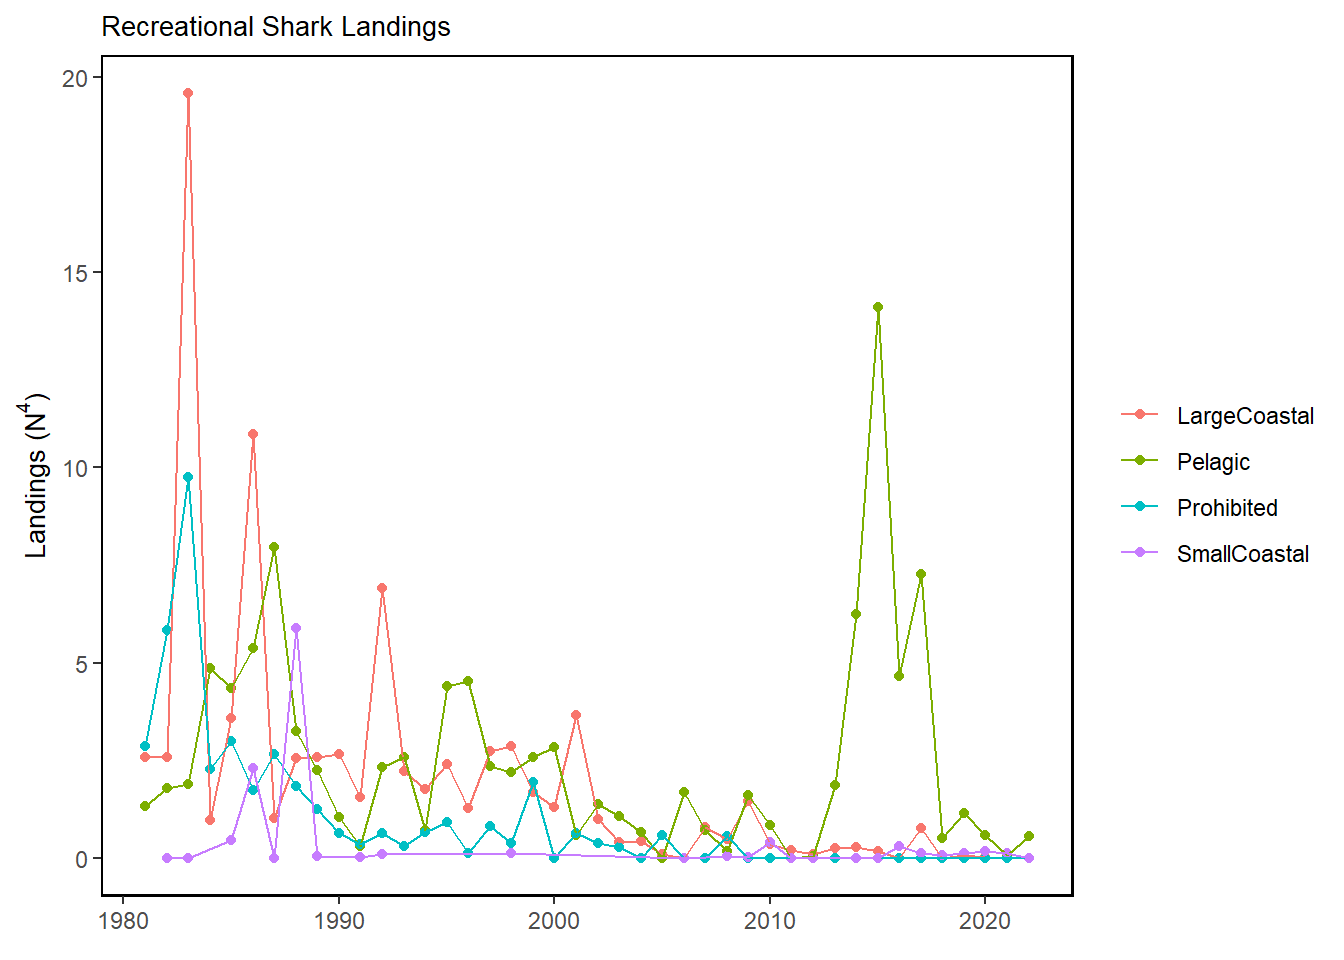 Recreational Shark Landings
20
15
10
5
0
Landings (N⁴)
1980
1990
2000
2010
2020
LargeCoastal
Pelagic
Prohibited
SmallCoastal